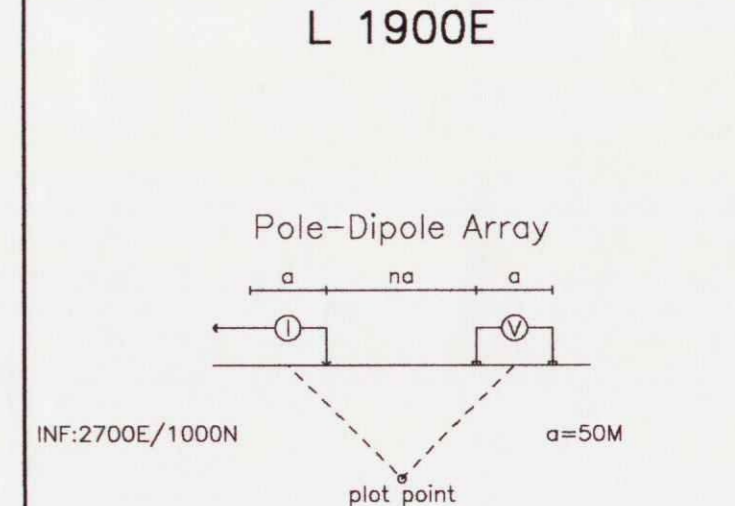 L 1900E
Pole-Dipole Array
a na a
I V
INF:2700E/1000N a=50M
plot point